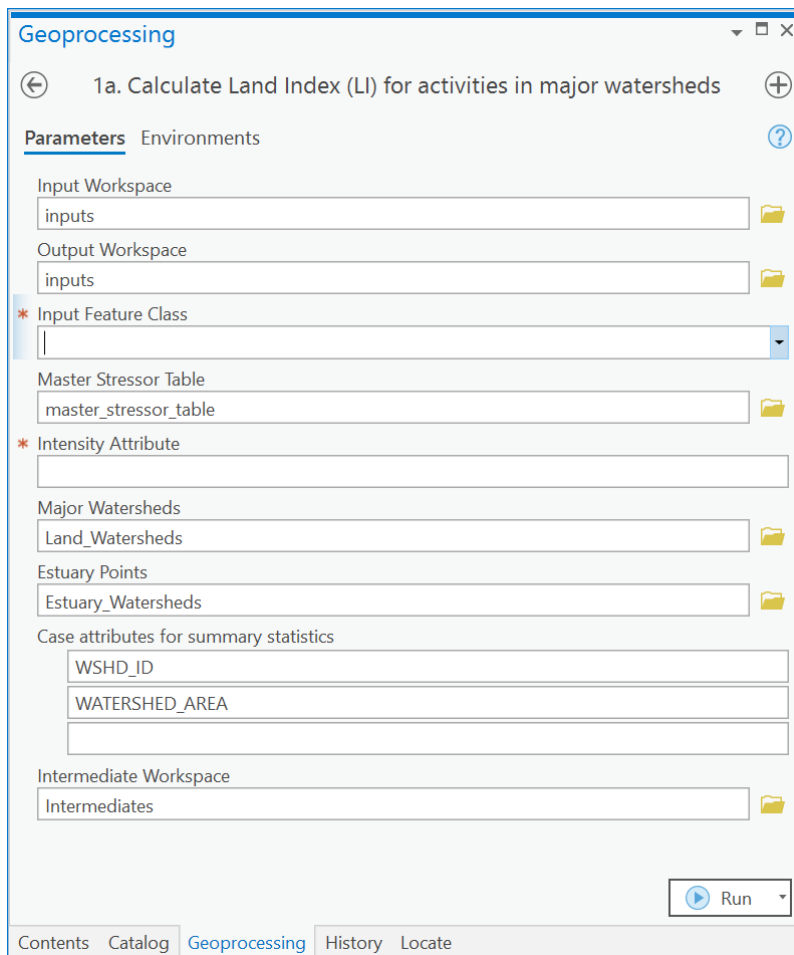 Geoprocessing
1a. Calculate Land Index (LI) for activities in major watersheds
Parameters Environments
Input Workspace
inputs
Output Workspace
inputs
* Input Feature Class
Master Stressor Table
master_stressor_table
* Intensity Attribute
Major Watersheds
Land_Watersheds
Estuary Points
Estuary_Watersheds
Case attributes for summary statistics
WSHD_ID
WATERSHED_AREA
Intermediate Workspace
Intermediates
Run
Contents Catalog Geoprocessing History Locate